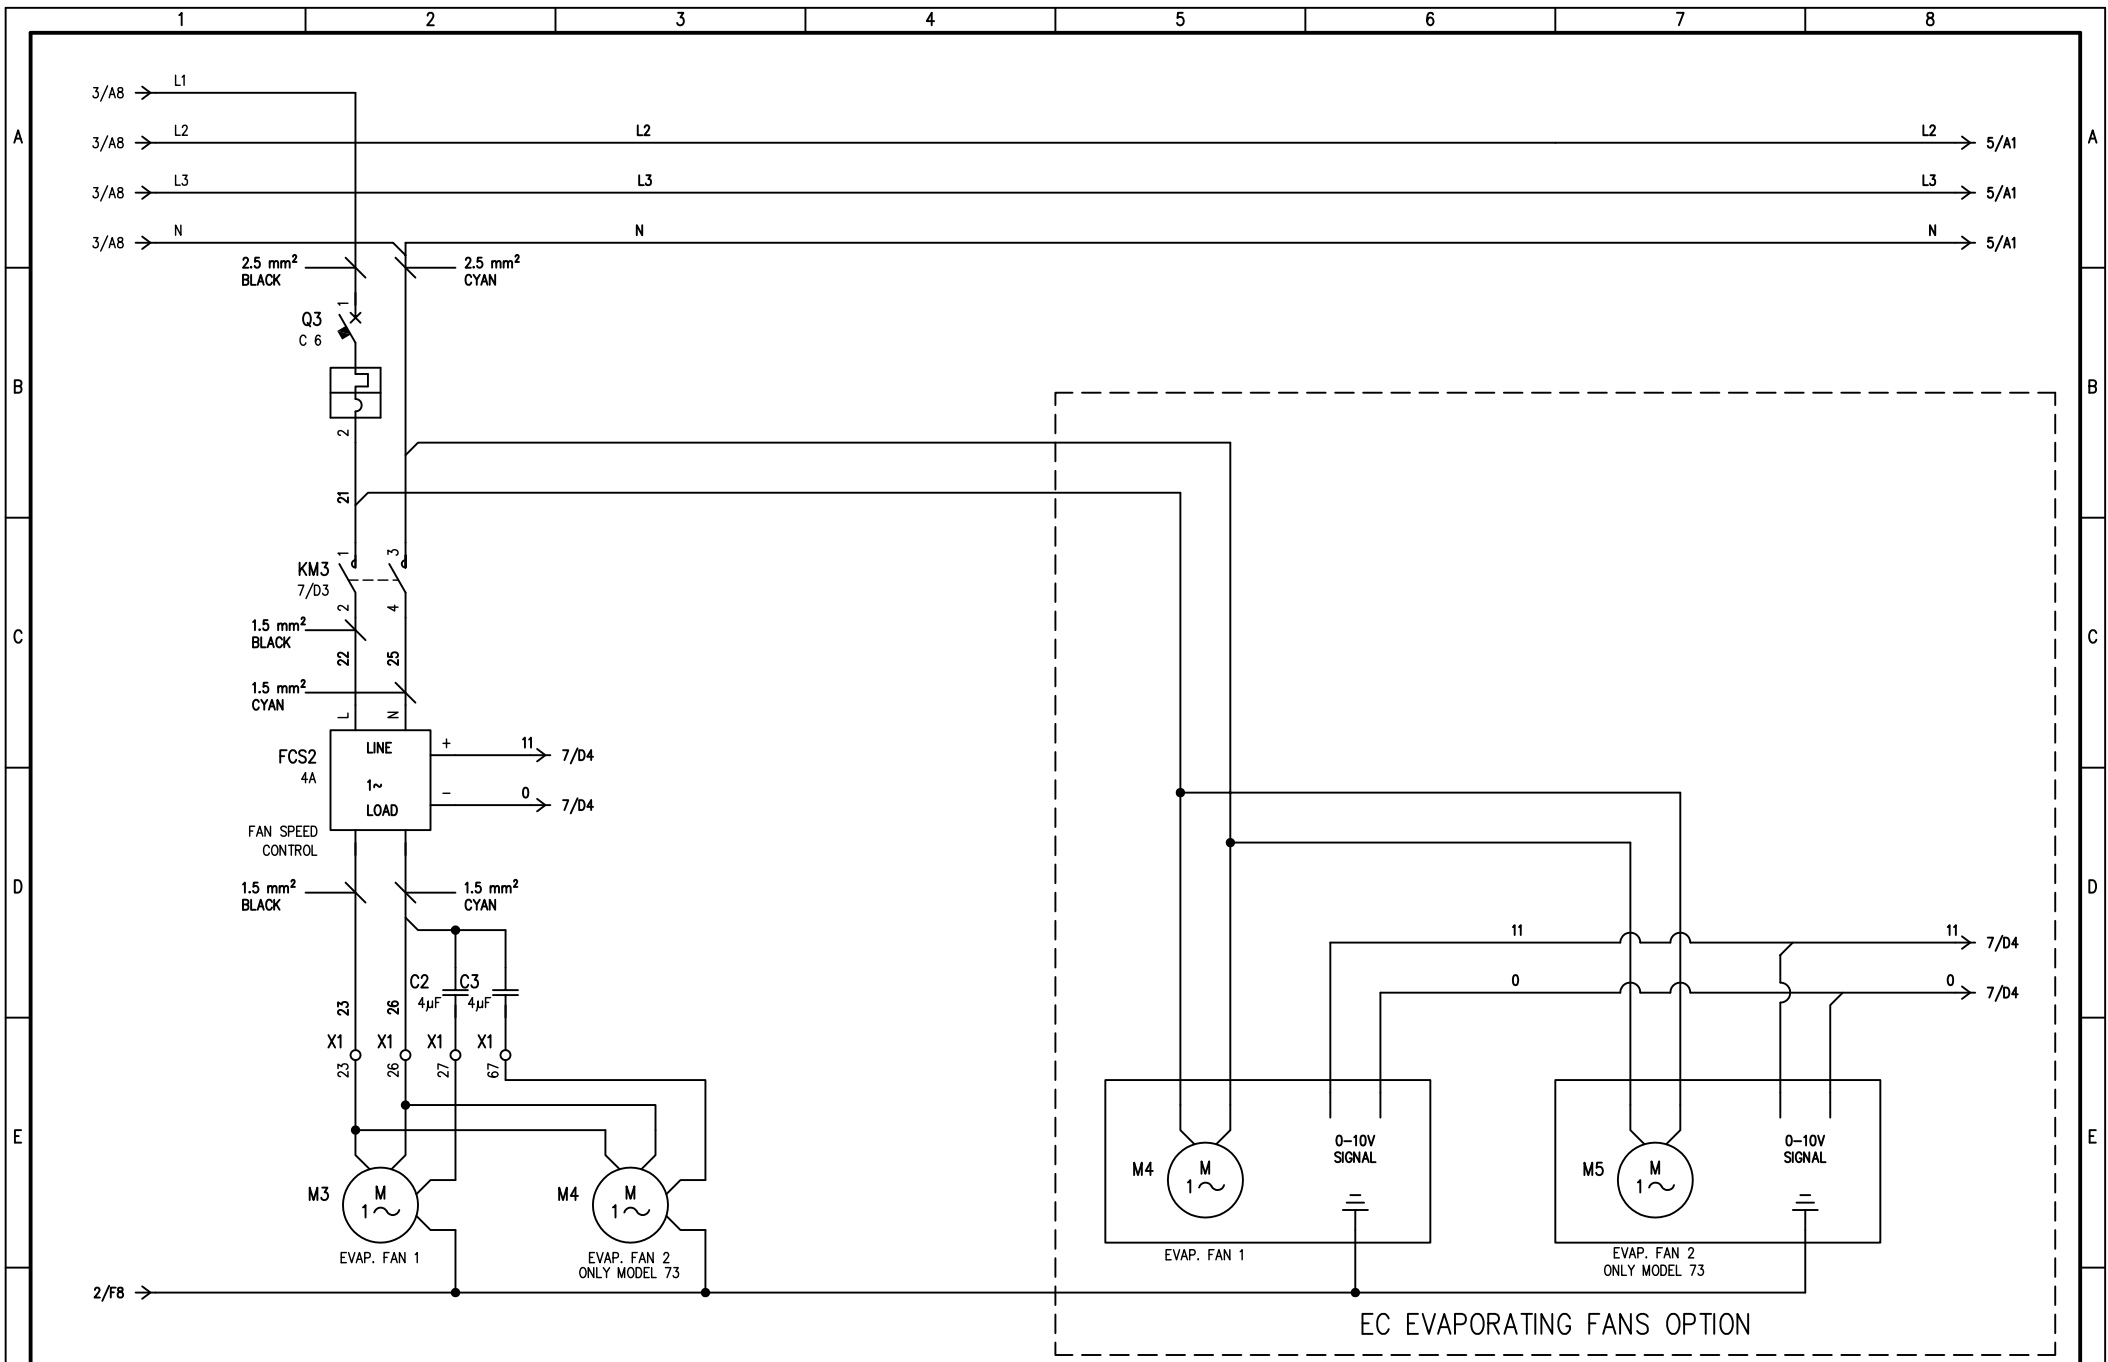 1 2 3 4 5 6 7 8
3/A8 L1
A A
3/A8 L2 L2 L2 5/A1
3/A8 L3 L3 L3 5/A1
3/A8 N N N 5/A1
2.5 mm²
BLACK
2.5 mm²
CYAN
1
Q3
C 6
B B
2
21
1 3
KM3
7/D3
2 4
1.5 mm²
BLACK
C C
22 25
1.5 mm²
CYAN
L N
FCS2
4A
LINE
1~
LOAD
+ 11 7/D4
- 0 7/D4
FAN SPEED
CONTROL
1.5 mm²
BLACK
1.5 mm²
CYAN
D D
11 11 7/D4
0 0 7/D4
C2
4µF
C3
4µF
23 26
X1 X1 X1 X1
23 26 27 67
E E
M3
M
1~
EVAP. FAN 1
M4
M
1~
EVAP. FAN 2
ONLY MODEL 73
M4
M
1~
0-10V
SIGNAL
EVAP. FAN 1
M5
M
1~
0-10V
SIGNAL
EVAP. FAN 2
ONLY MODEL 73
2/F8
EC EVAPORATING FANS OPTION